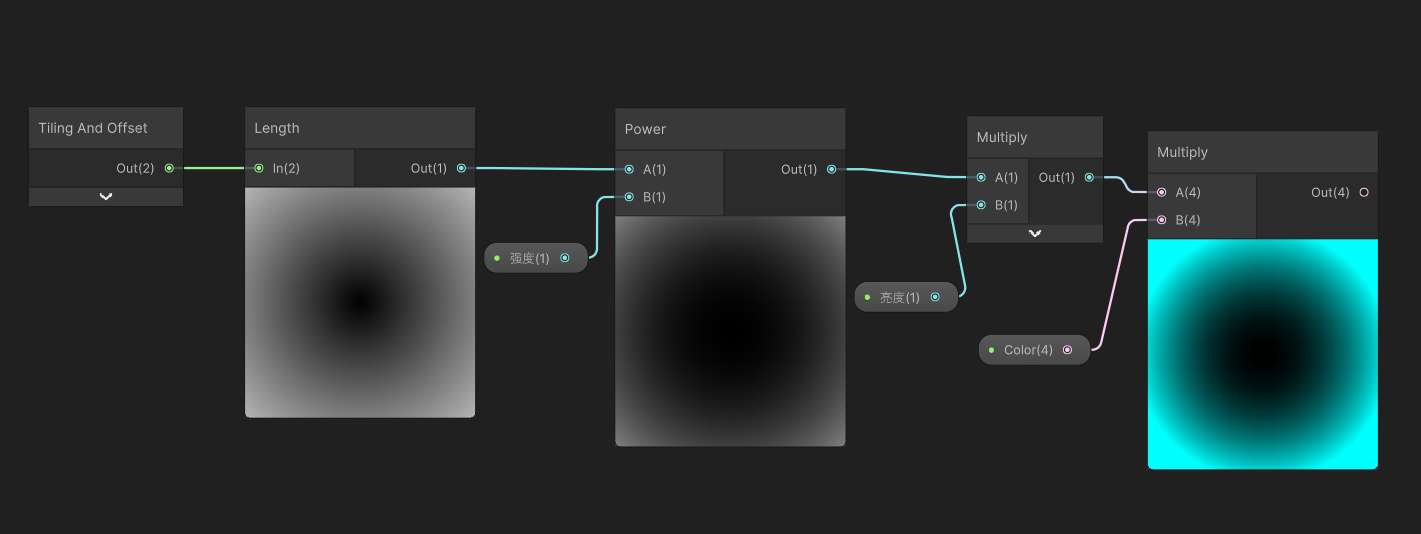 Tiling And Offset
Out(2)
Length
In(2)
Out(1)
Power
A(1)
Out(1)
B(1)
强度(1)
Multiply
A(1)
Out(1)
B(1)
亮度(1)
Color(4)
Multiply
A(4)
Out(4)
B(4)